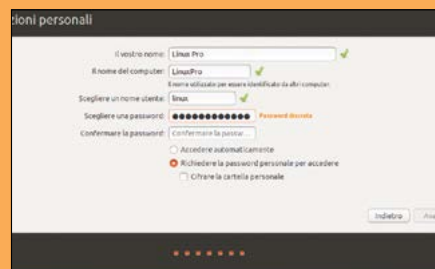 zioni personali
Il vostro nome: Linux Pro
Il nome del computer: LinuxPro
Il nome utilizzato per essere identificato da altri computer.
Scegliere un nome utente: linux
Scegliere una password: ●●●●●●●●●●●● Password discreta
Confermare la password: Confermare la passw...
Accedere automaticamente
Richiedere la password personale per accedere
Cifrare la cartella personale
Indietro